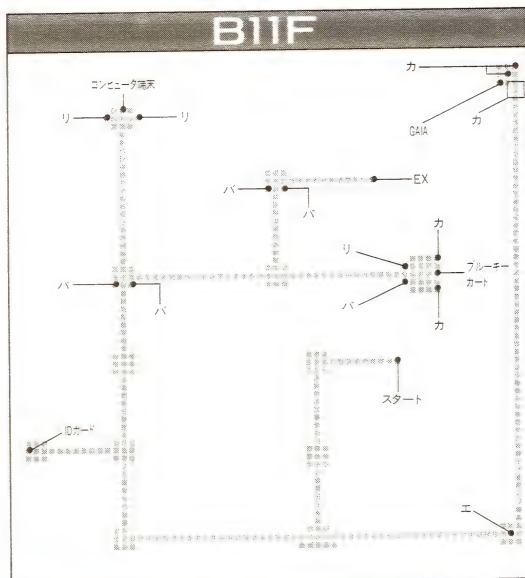 B11F
カ
コンピュータ端末
リ
リ
GAIA
カ
EX
バ
バ
カ
リ
ブルーキー
カード
バ
バ
バ
カ
スタート
IDカード
エ